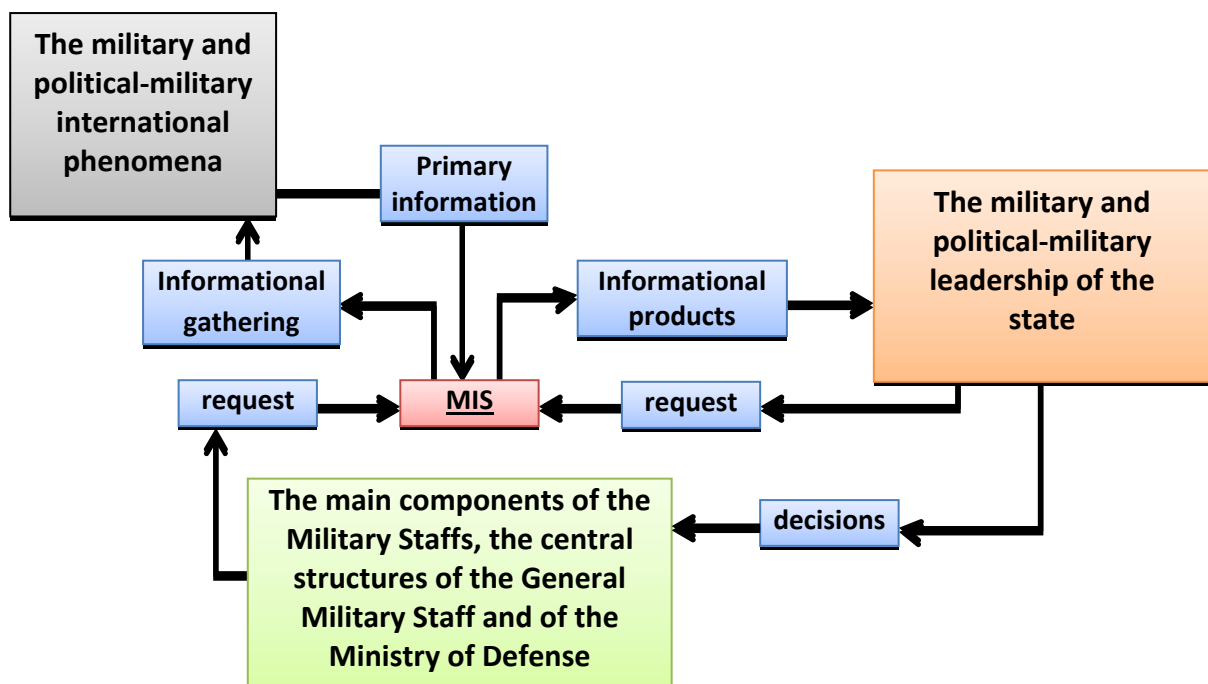 The military and
political-military
international
phenomena
Primary
information
The military and
political-military
leadership of the
state
Informational
gathering
Informational
products
request
MIS
request
The main components of the
Military Staffs, the central
structures of the General
Military Staff and of the
Ministry of Defense
decisions